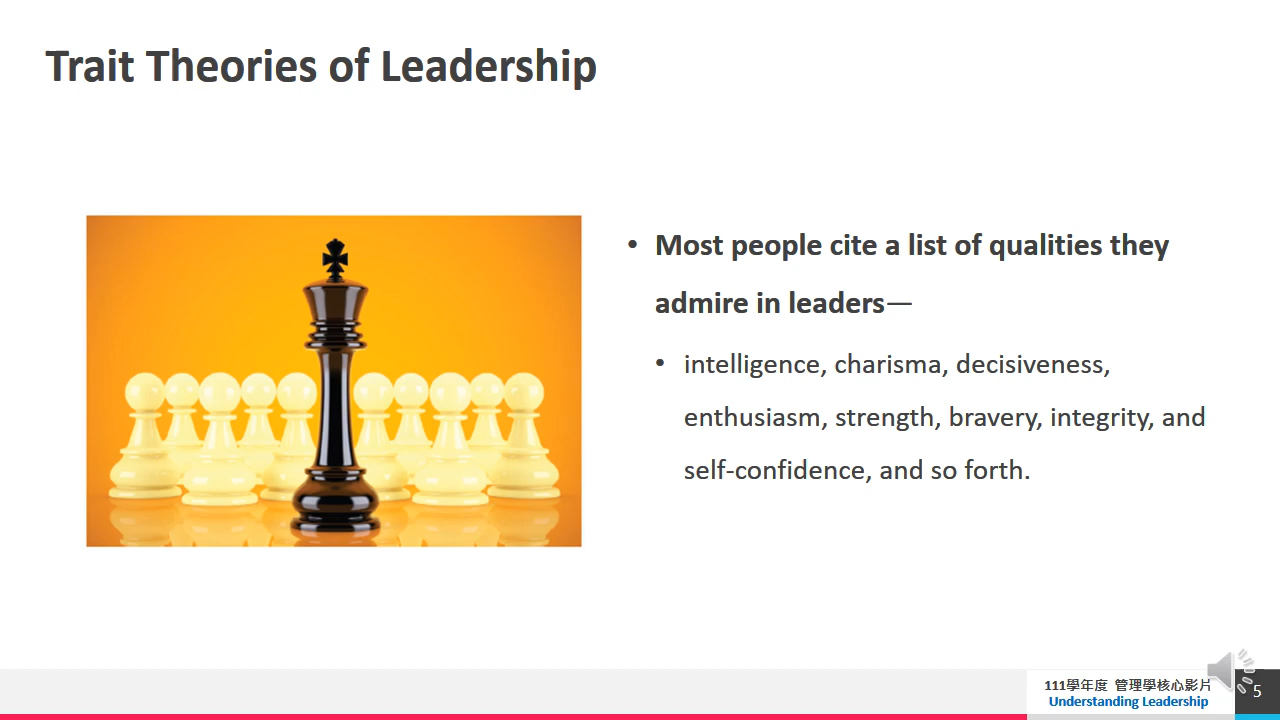 Trait Theories of Leadership
• Most people cite a list of qualities they
admire in leaders—
• intelligence, charisma, decisiveness,
enthusiasm, strength, bravery, integrity, and
self-confidence, and so forth.
111學年度 管理學核心影片
Understanding Leadership
5